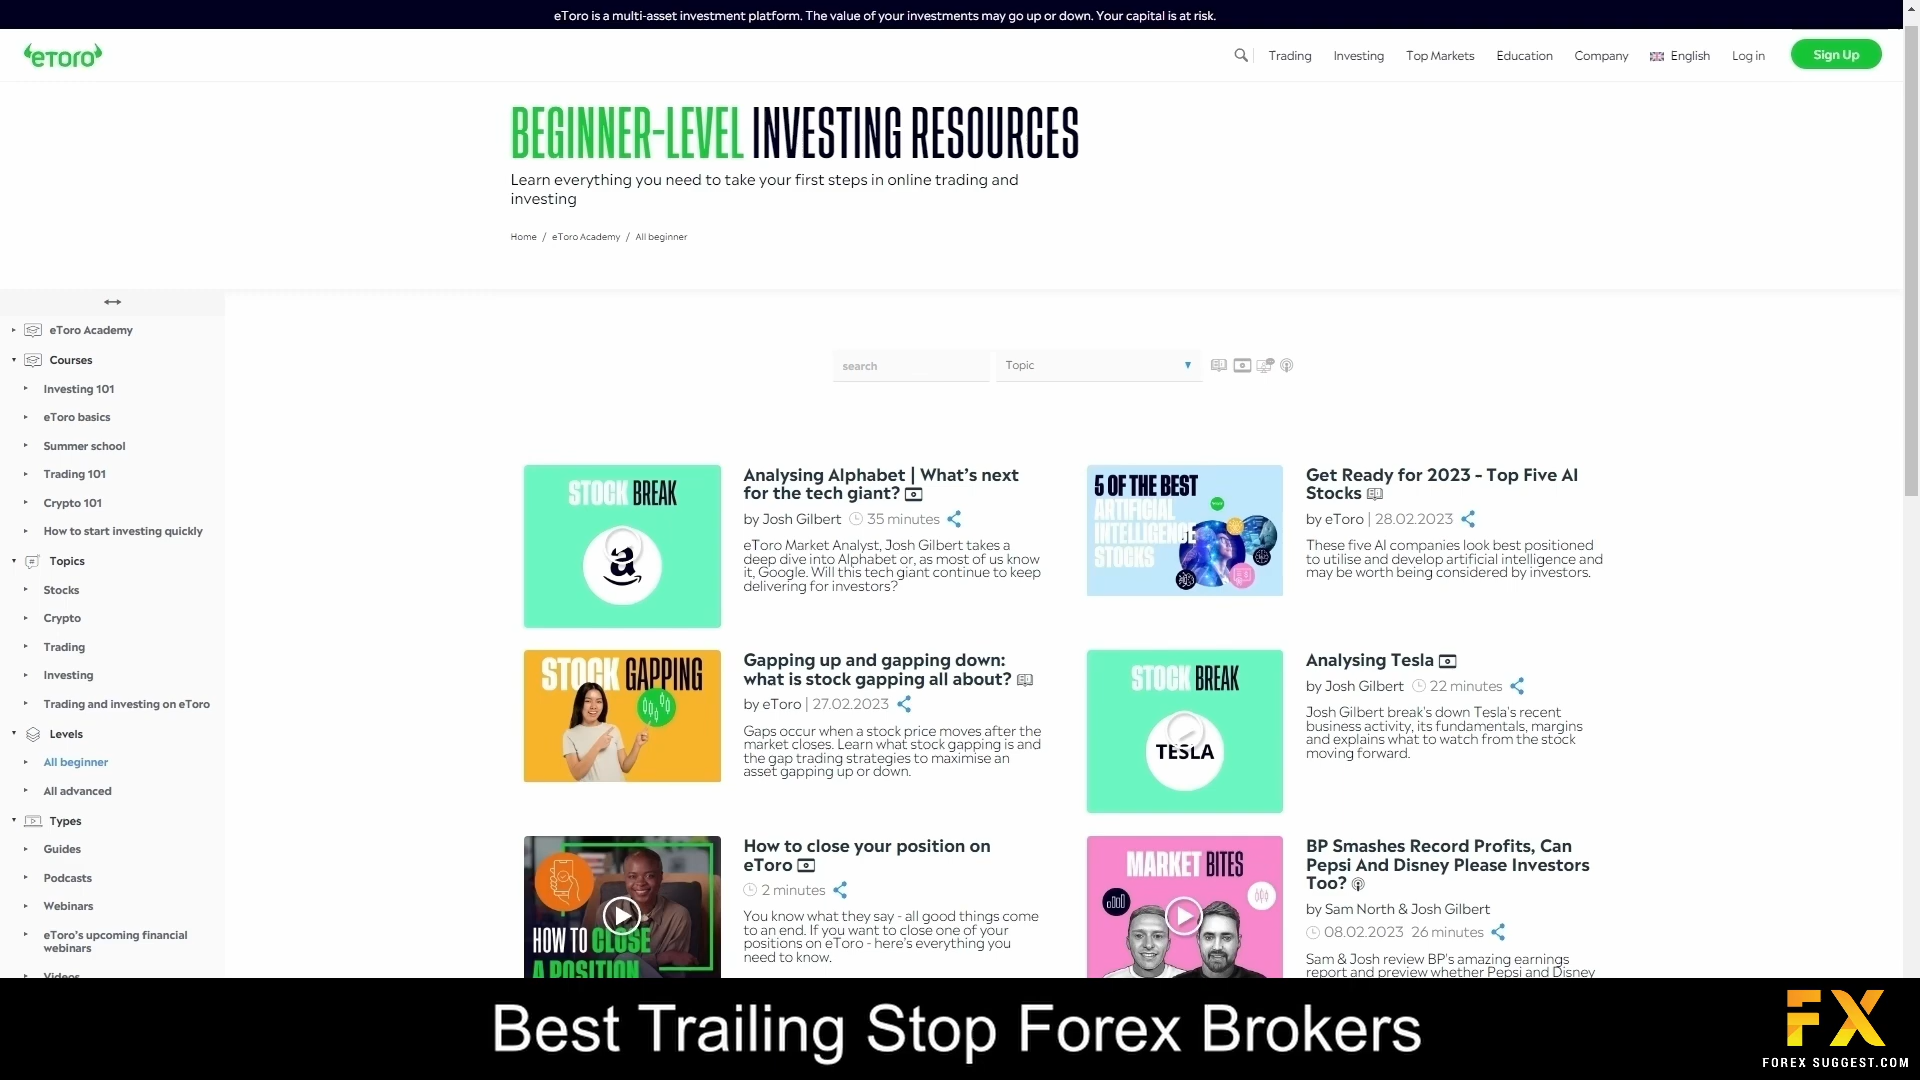 eToro is a multi-asset investment platform. The value of your investments may go up or down. Your capital is at risk.
eToro
Trading
Investing
Top Markets
Education
Company
English
Log in
Sign Up
BEGINNER-LEVEL INVESTING RESOURCES
Learn everything you need to take your first steps in online trading and
investing
Home / eToro Academy / All beginner
eToro Academy
Courses
Investing 101
eToro basics
Summer school
Trading 101
Crypto 101
How to start investing quickly
Topics
Stocks
Crypto
Trading
Investing
Trading and investing on eToro
Levels
All beginner
All advanced
Types
Guides
Podcasts
Webinars
eToro's upcoming financial
webinars
Videos
search
Topic
STOCK BREAK
a
Analysing Alphabet | What's next
for the tech giant?
by Josh Gilbert 35 minutes
eToro Market Analyst, Josh Gilbert takes a
deep dive into Alphabet or, as most of us know
it, Google. Will this tech giant continue to keep
delivering for investors?
5 OF THE BEST
ARTIFICIAL
INTELLIGENCE
STOCKS
Get Ready for 2023 - Top Five AI
Stocks
by eToro | 28.02.2023
These five AI companies look best positioned
to utilise and develop artificial intelligence and
may be worth being considered by investors.
STOCK GAPPING
Gapping up and gapping down:
what is stock gapping all about?
by eToro | 27.02.2023
Gaps occur when a stock price moves after the
market closes. Learn what stock gapping is and
the gap trading strategies to maximise an
asset gapping up or down.
STOCK BREAK
TESLA
Analysing Tesla
by Josh Gilbert 22 minutes
Josh Gilbert break's down Tesla's recent
business activity, its fundamentals, margins
and explains what to watch from the stock
moving forward.
HOW TO CLOSE
A POSITION
How to close your position on
eToro
2 minutes
You know what they say - all good things come
to an end. If you want to close one of your
positions on eToro - here's everything you
need to know.
MARKET BITES
BP Smashes Record Profits, Can
Pepsi And Disney Please Investors
Too?
by Sam North & Josh Gilbert
08.02.2023 26 minutes
Sam & Josh review BP's amazing earnings
report and preview whether Pepsi and Disney
Best Trailing Stop Forex Brokers
FX
FOREX SUGGEST.COM